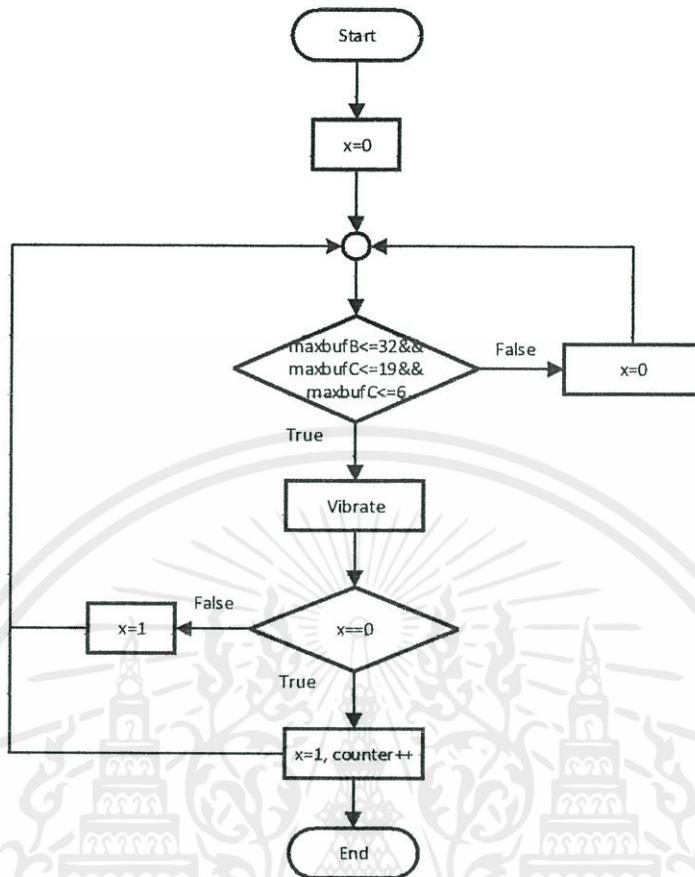 Start
x=0
maxbufB<=32&&
maxbufC<=19&&
maxbufC<=6
False
x=0
True
Vibrate
False
x=1
x==0
True
x=1, counter++
End